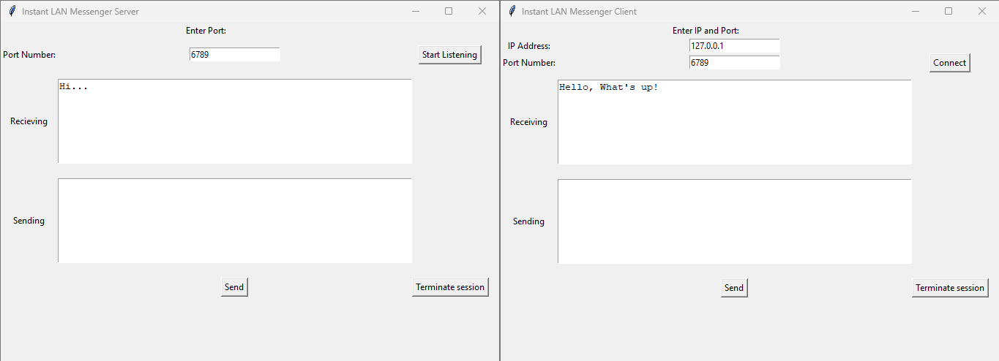 Instant LAN Messenger Server
Enter Port:
Port Number:
6789
Start Listening
Hi...
Recieving
Sending
Send
Terminate session
Instant LAN Messenger Client
Enter IP and Port:
IP Address:
127.0.0.1
Port Number:
6789
Connect
Hello, What's up!
Receiving
Sending
Send
Terminate session